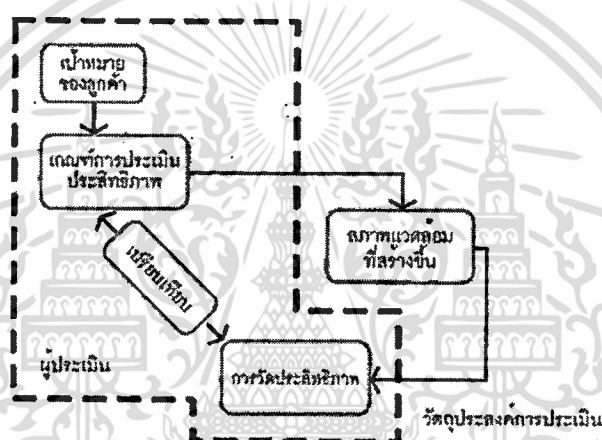 เป้าหมาย
ของลูกค้า
เกณฑ์การประเมิน
ประสิทธิภาพ
สภาพแวดล้อม
ที่สร้างขึ้น
เปรียบเทียบ
ผู้ประเมิน
การวัดประสิทธิภาพ
วัตถุประสงค์การประเมิน